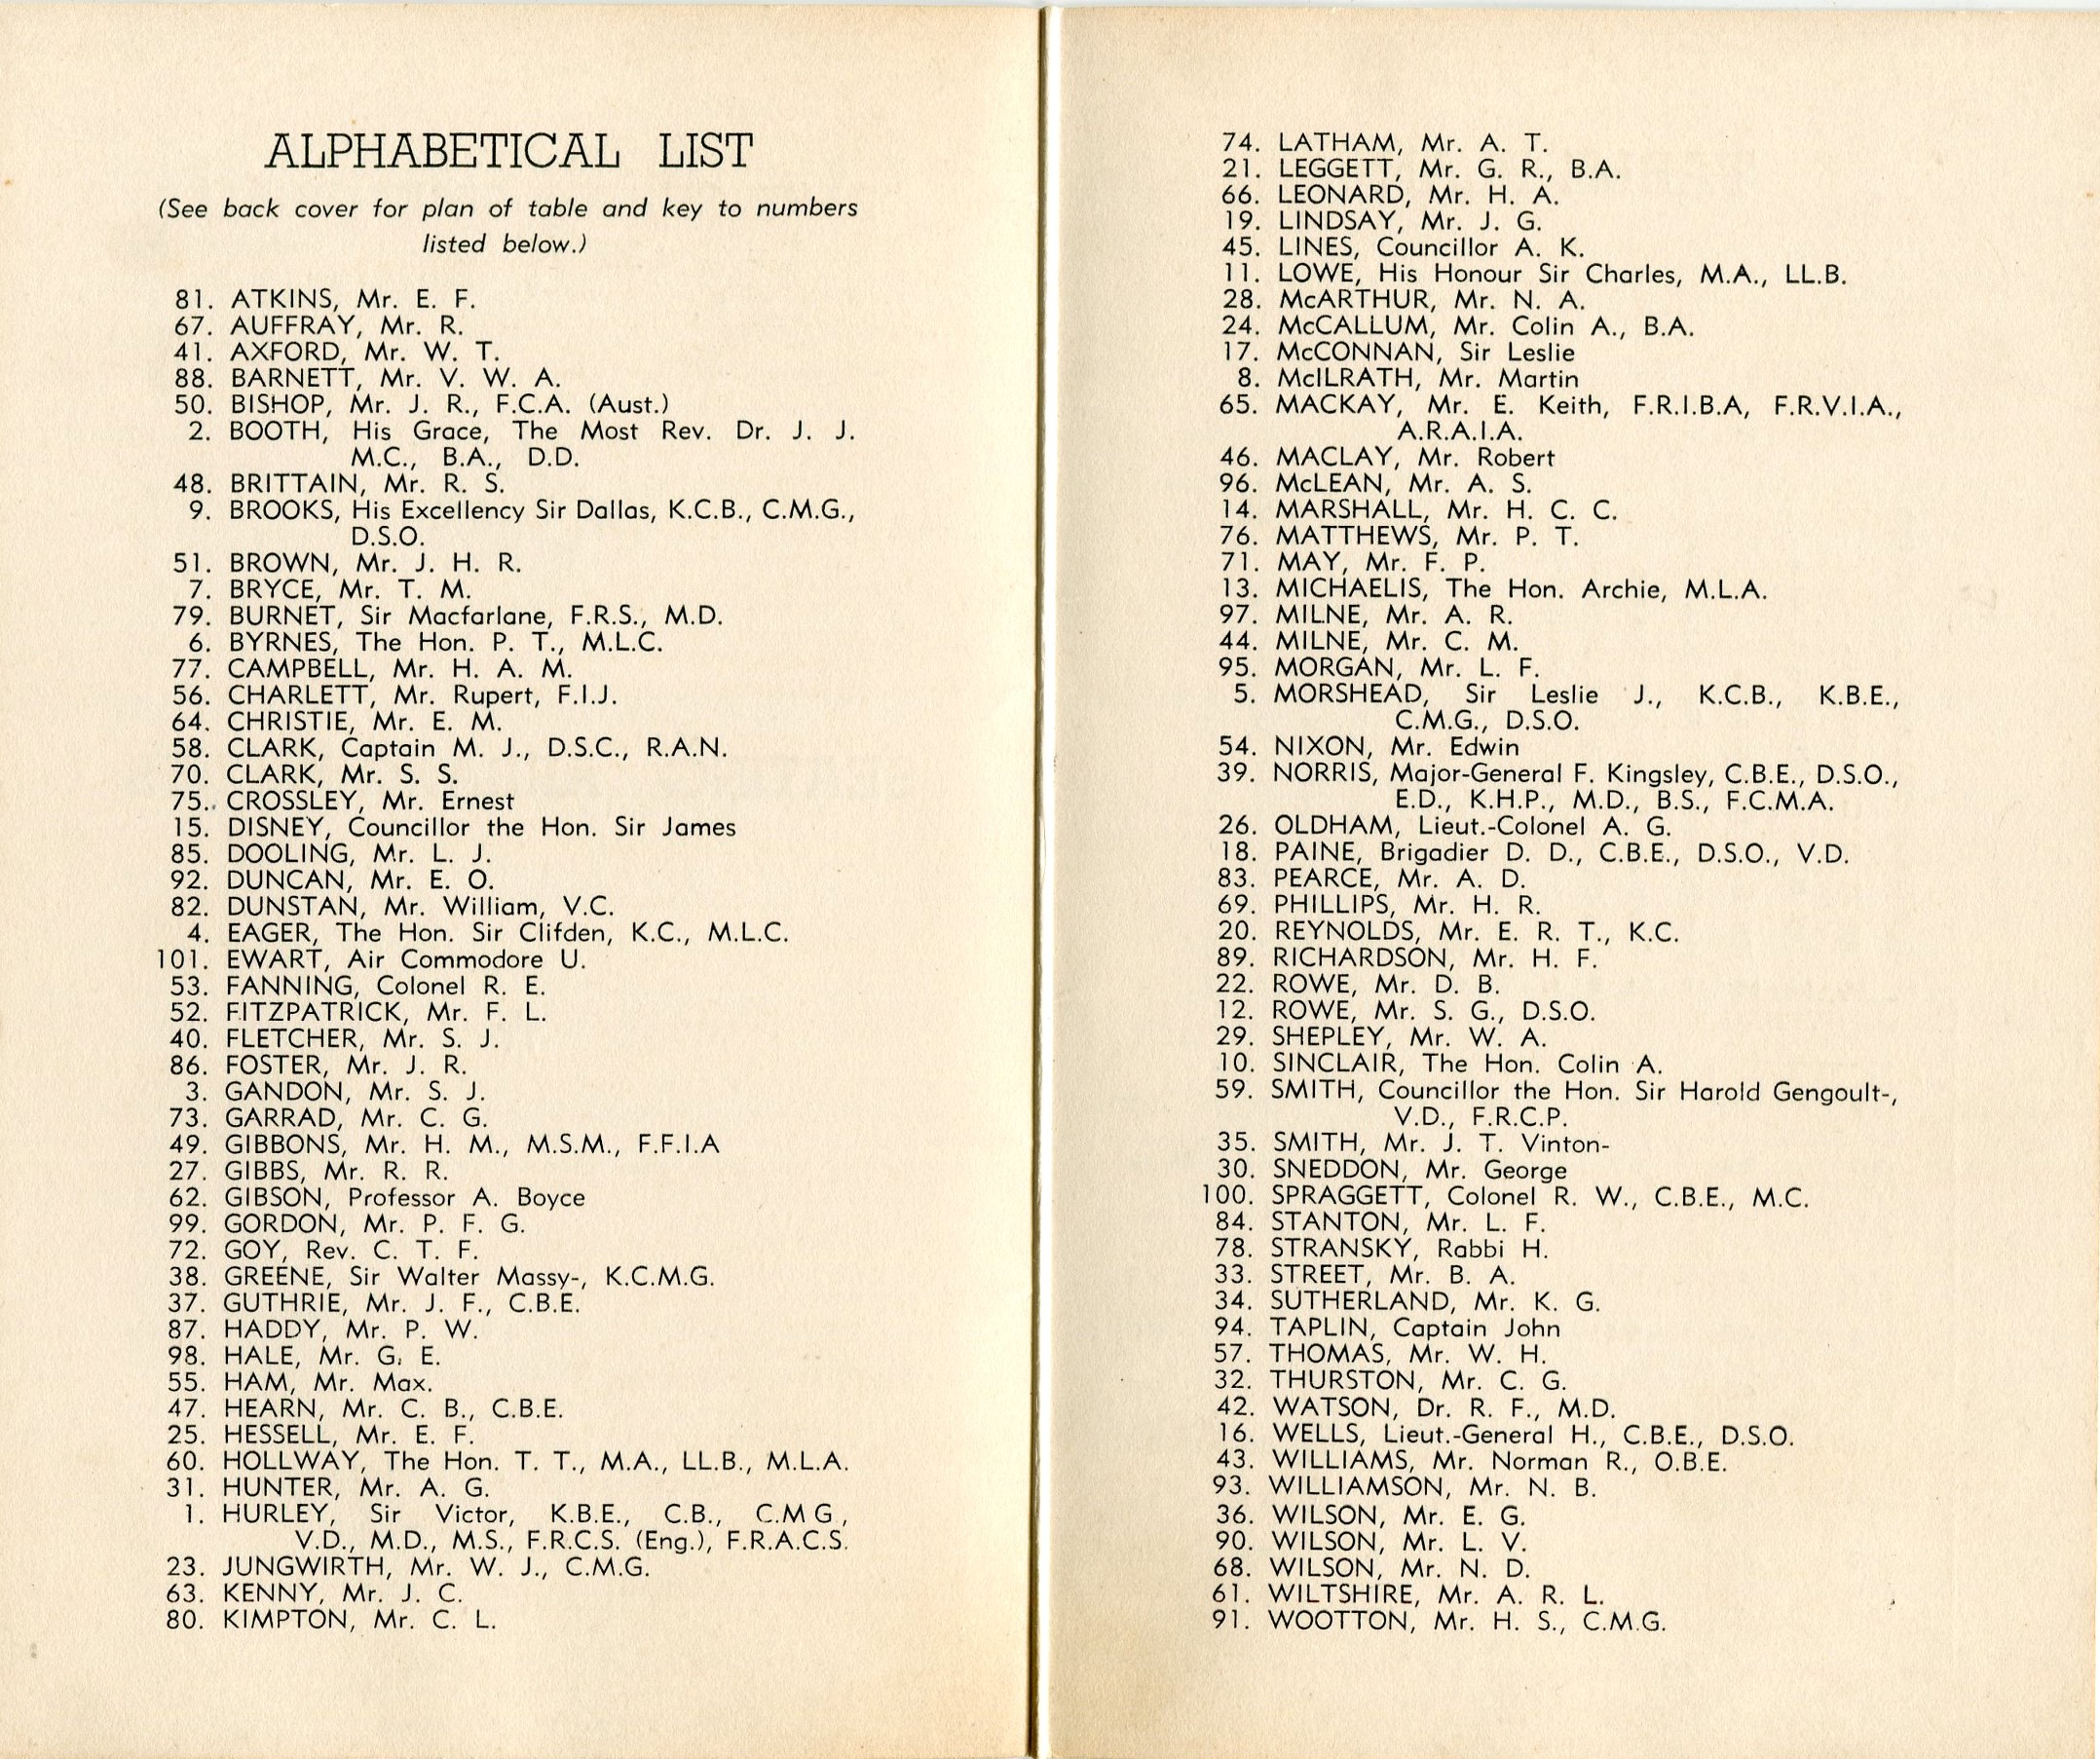 ALPHABETICAL LIST
(See back cover for plan of table and key to numbers
listed below.)
81. ATKINS, Mr. E. F.
67. AUFFRAY, Mr. R.
41. AXFORD, Mr. W. T.
88. BARNETT, Mr. V. W. A.
50. BISHOP, Mr. J. R., F.C.A. (Aust.)
2. BOOTH, His Grace, The Most Rev. Dr. J. J.
M.C., B.A., D.D.
48. BRITTAIN, Mr. R. S.
9. BROOKS, His Excellency Sir Dallas, K.C.B., C.M.G.,
D.S.O.
51. BROWN, Mr. J. H. R.
7. BRYCE, Mr. T. M.
79. BURNET, Sir Macfarlane, F.R.S., M.D.
6. BYRNES, The Hon. P. T., M.L.C.
77. CAMPBELL, Mr. H. A. M.
56. CHARLETT, Mr. Rupert, F.I.J.
64. CHRISTIE, Mr. E. M.
58. CLARK, Captain M. J., D.S.C., R.A.N.
70. CLARK, Mr. S. S.
75. CROSSLEY, Mr. Ernest
15. DISNEY, Councillor the Hon. Sir James
85. DOOLING, Mr. L. J.
92. DUNCAN, Mr. E. O.
82. DUNSTAN, Mr. William, V.C.
4. EAGER, The Hon. Sir Clifden, K.C., M.L.C.
101. EWART, Air Commodore U.
53. FANNING, Colonel R. E.
52. FITZPATRICK, Mr. F. L.
40. FLETCHER, Mr. S. J.
86. FOSTER, Mr. J. R.
3. GANDON, Mr. S. J.
73. GARRAD, Mr. C. G.
49. GIBBONS, Mr. H. M., M.S.M., F.F.I.A
27. GIBBS, Mr. R. R.
62. GIBSON, Professor A. Boyce
99. GORDON, Mr. P. F. G.
72. GOY, Rev. C. T. F.
38. GREENE, Sir Walter Massy-, K.C.M.G.
37. GUTHRIE, Mr. J. F., C.B.E.
87. HADDY, Mr. P. W.
98. HALE, Mr. G. E.
55. HAM, Mr. Max.
47. HEARN, Mr. C. B., C.B.E.
25. HESSELL, Mr. E. F.
60. HOLLWAY, The Hon. T. T., M.A., LL.B., M.L.A.
31. HUNTER, Mr. A. G.
1. HURLEY, Sir Victor, K.B.E., C.B., C.M G.,
V.D., M.D., M.S., F.R.C.S. (Eng.), F.R.A.C.S.
23. JUNGWIRTH, Mr. W. J., C.M.G.
63. KENNY, Mr. J. C.
80. KIMPTON, Mr. C. L.
74. LATHAM, Mr. A. T.
21. LEGGETT, Mr. G. R., B.A.
66. LEONARD, Mr. H. A.
19. LINDSAY, Mr. J. G.
45. LINES, Councillor A. K.
11. LOWE, His Honour Sir Charles, M.A., LL.B.
28. McARTHUR, Mr. N. A.
24. McCALLUM, Mr. Colin A., B.A.
17. McCONNAN, Sir Leslie
8. McILRATH, Mr. Martin
65. MACKAY, Mr. E. Keith, F.R.I.B.A, F.R.V.I.A.,
A.R.A.I.A.
46. MACLAY, Mr. Robert
96. McLEAN, Mr. A. S.
14. MARSHALL, Mr. H. C. C.
76. MATTHEWS, Mr. P. T.
71. MAY, Mr. F. P.
13. MICHAELIS, The Hon. Archie, M.L.A.
97. MILNE, Mr. A. R.
44. MILNE, Mr. C. M.
95. MORGAN, Mr. L. F.
5. MORSHEAD, Sir Leslie J., K.C.B., K.B.E.,
C.M.G., D.S.O.
54. NIXON, Mr. Edwin
39. NORRIS, Major-General F. Kingsley, C.B.E., D.S.O.,
E.D., K.H.P., M.D., B.S., F.C.M.A.
26. OLDHAM, Lieut.-Colonel A. G.
18. PAINE, Brigadier D. D., C.B.E., D.S.O., V.D.
83. PEARCE, Mr. A. D.
69. PHILLIPS, Mr. H. R.
20. REYNOLDS, Mr. E. R. T., K.C.
89. RICHARDSON, Mr. H. F.
22. ROWE, Mr. D. B.
12. ROWE, Mr. S. G., D.S.O.
29. SHEPLEY, Mr. W. A.
10. SINCLAIR, The Hon. Colin A.
59. SMITH, Councillor the Hon. Sir Harold Gengoult-,
V.D., F.R.C.P.
35. SMITH, Mr. J. T. Vinton-
30. SNEDDON, Mr. George
100. SPRAGGETT, Colonel R. W., C.B.E., M.C.
84. STANTON, Mr. L. F.
78. STRANSKY, Rabbi H.
33. STREET, Mr. B. A.
34. SUTHERLAND, Mr. K. G.
94. TAPLIN, Captain John
57. THOMAS, Mr. W. H.
32. THURSTON, Mr. C. G.
42. WATSON, Dr. R. F., M.D.
16. WELLS, Lieut.-General H., C.B.E., D.S.O.
43. WILLIAMS, Mr. Norman R., O.B.E.
93. WILLIAMSON, Mr. N. B.
36. WILSON, Mr. E. G.
90. WILSON, Mr. L. V.
68. WILSON, Mr. N. D.
61. WILTSHIRE, Mr. A. R. L.
91. WOOTTON, Mr. H. S., C.M.G.